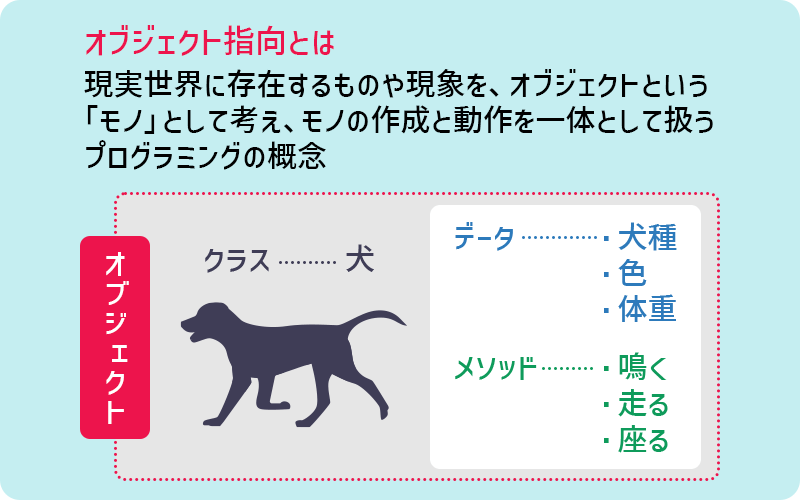 オブジェクト指向とは
現実世界に存在するものや現象を、オブジェクトという
「モノ」として考え、モノの作成と動作を一体として扱う
プログラミングの概念
オブジェクト
クラス ………… 犬
データ ………… ・犬種
・色
・体重
メソッド ……… ・鳴く
・走る
・座る